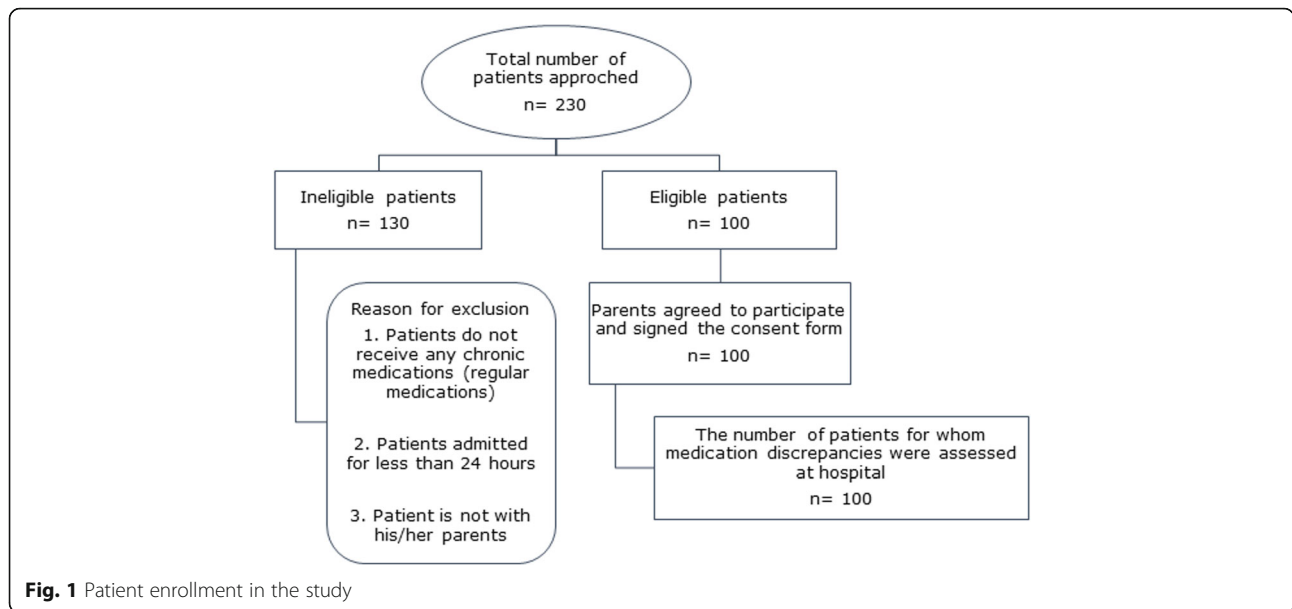 Total number of
patients approched
n= 230
Ineligible patients
n= 130
Eligible patients
n= 100
Reason for exclusion
1. Patients do not
receive any chronic
medications (regular
medications)
2. Patients admitted
for less than 24 hours
3. Patient is not with
his/her parents
Parents agreed to participate
and signed the consent form
n= 100
The number of patients for whom
medication discrepancies were assessed
at hospital
n= 100
Fig. 1 Patient enrollment in the study